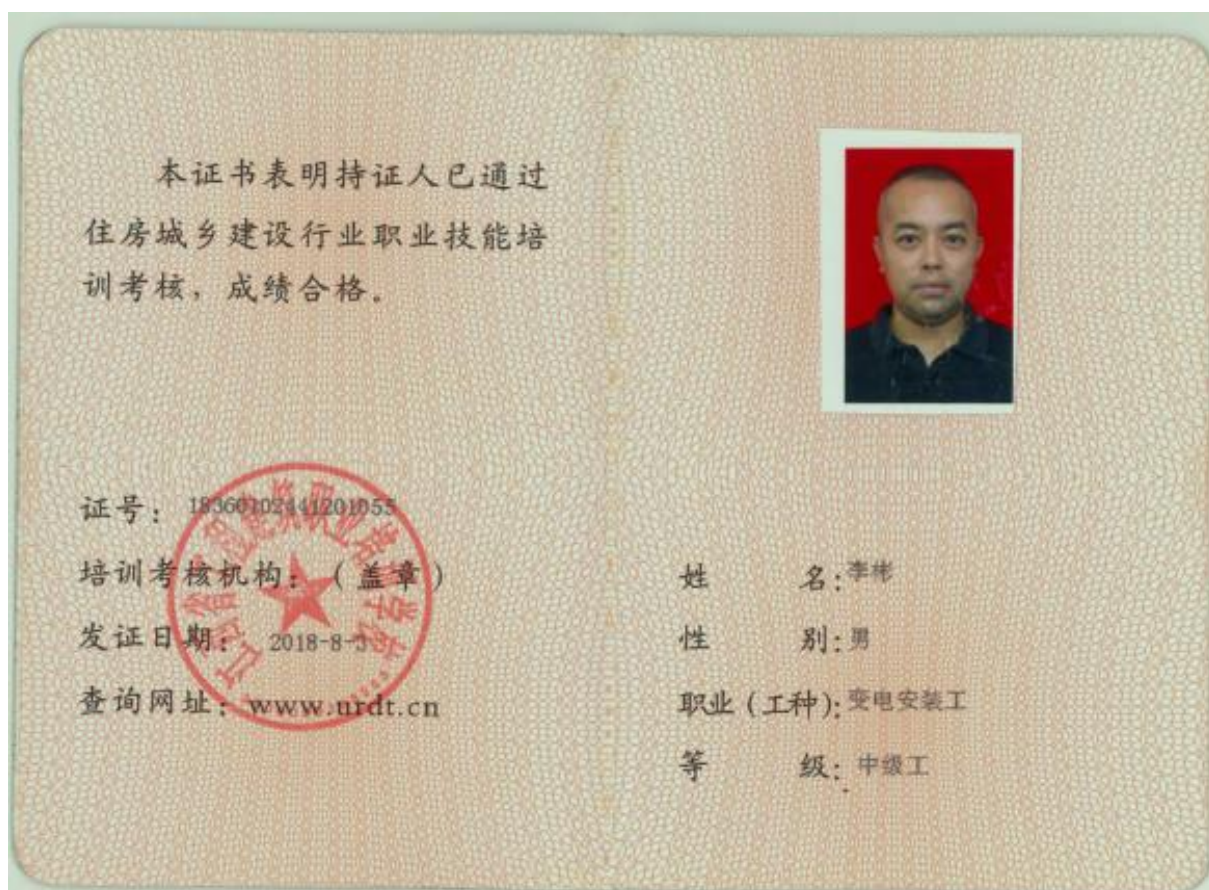 本证书表明持证人已通过
住房城乡建设行业职业技能培
训考核，成绩合格。
证号：18360102441201055
培训考核机构：（盖章）
发证日期：2018-8-3
查询网址：www.urdt.cn
姓 名：李彬
性 别：男
职业（工种）：变电安装工
等 级：中级工